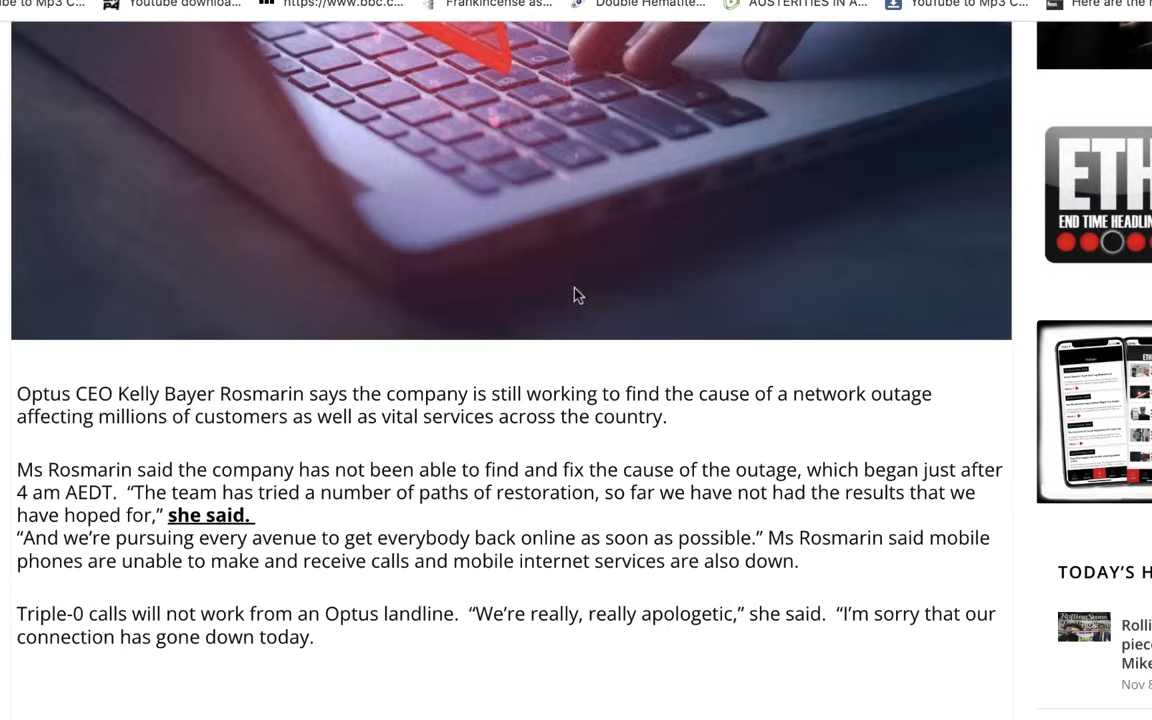 Youtube downloa...
https://www.bbc.c...
Frankincense as...
Double Hematite...
AUSTERITIES IN A...
YouTube to Mp3 C...
Here are the
ETH
END TIME HEADLIN
Optus CEO Kelly Bayer Rosmarin says the company is still working to find the cause of a network outage
affecting millions of customers as well as vital services across the country.
Ms Rosmarin said the company has not been able to find and fix the cause of the outage, which began just after
4 am AEDT. “The team has tried a number of paths of restoration, so far we have not had the results that we
have hoped for,” she said.
“And we’re pursuing every avenue to get everybody back online as soon as possible.” Ms Rosmarin said mobile
phones are unable to make and receive calls and mobile internet services are also down.
Triple-0 calls will not work from an Optus landline. “We’re really, really apologetic,” she said. “I’m sorry that our
connection has gone down today.
TODAY’S H
Rolli
piec
Mike
Nov 8